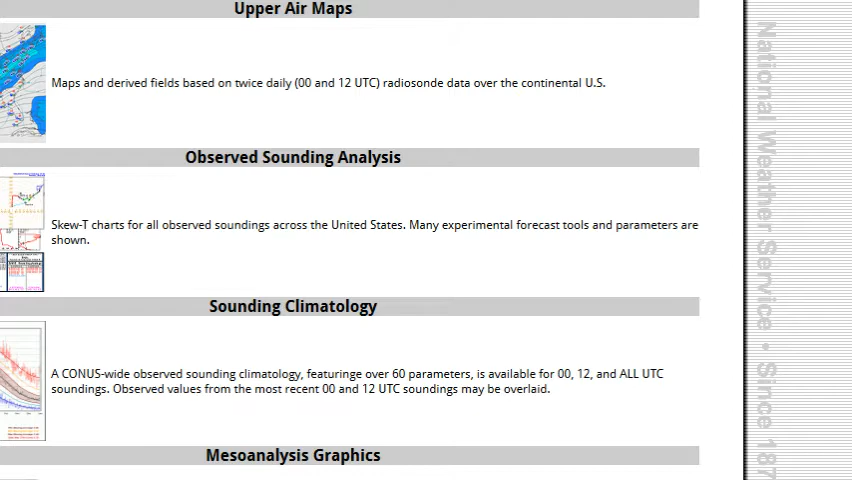 Upper Air Maps
Maps and derived fields based on twice daily (00 and 12 UTC) radiosonde data over the continental U.S.
Observed Sounding Analysis
Skew-T charts for all observed soundings across the United States. Many experimental forecast tools and parameters are
shown.
Sounding Climatology
A CONUS-wide observed sounding climatology, featuringe over 60 parameters, is available for 00, 12, and ALL UTC
soundings. Observed values from the most recent 00 and 12 UTC soundings may be overlaid.
Mesoanalysis Graphics
National Weather Service • Since 187